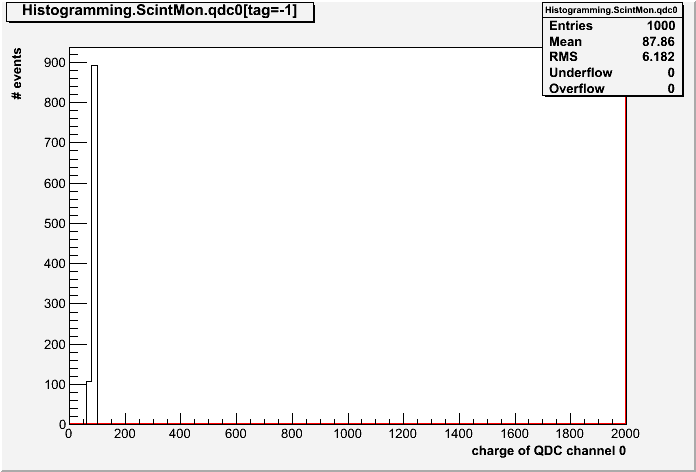 Histogramming.ScintMon.qdc0[tag=-1]
Histogramming.ScintMon.qdc0
Entries 1000
Mean 87.86
RMS 6.182
Underflow 0
Overflow 0
# events
900
800
700
600
500
400
300
200
100
0
0 200 400 600 800 1000 1200 1400 1600 1800 2000
charge of QDC channel 0